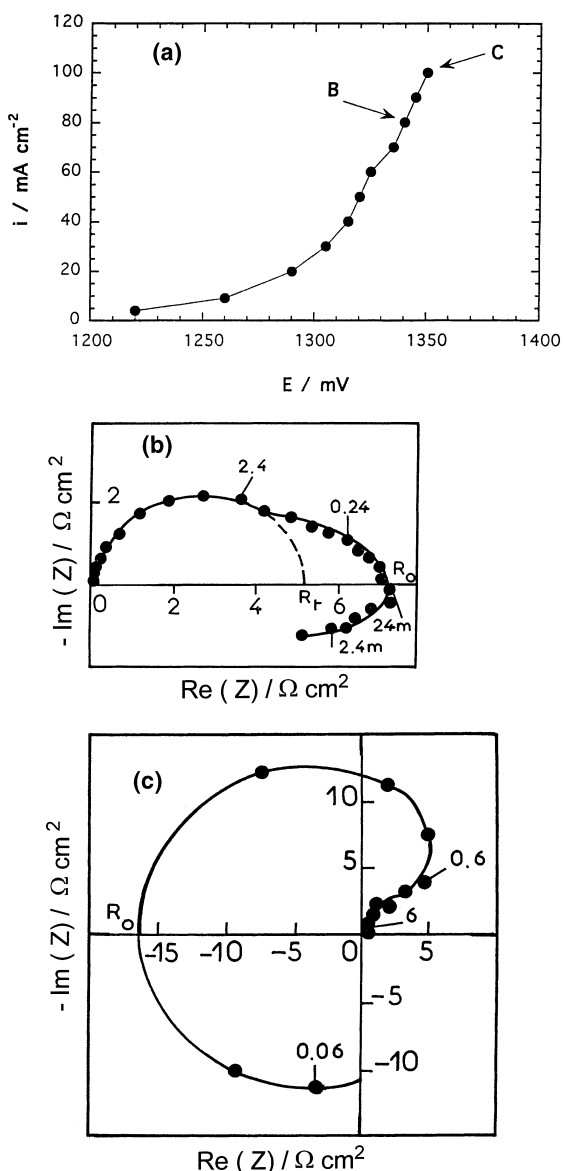 120
(a)
C
100
B
80
i / mA cm-2
60
40
20
0
1200 1250 1300 1350 1400
E / mV
(b)
2.4
2
0.24
- Im ( Z) / Ω cm2
Ro
0 2 4 Rt 6
24m
2.4m
Re ( Z) / Ω cm2
(c)
10
5
0.6
- Im ( Z) / Ω cm2
Ro
6
-15 -10 -5 0 5
-5
0.06
-10
Re ( Z) / Ω cm2